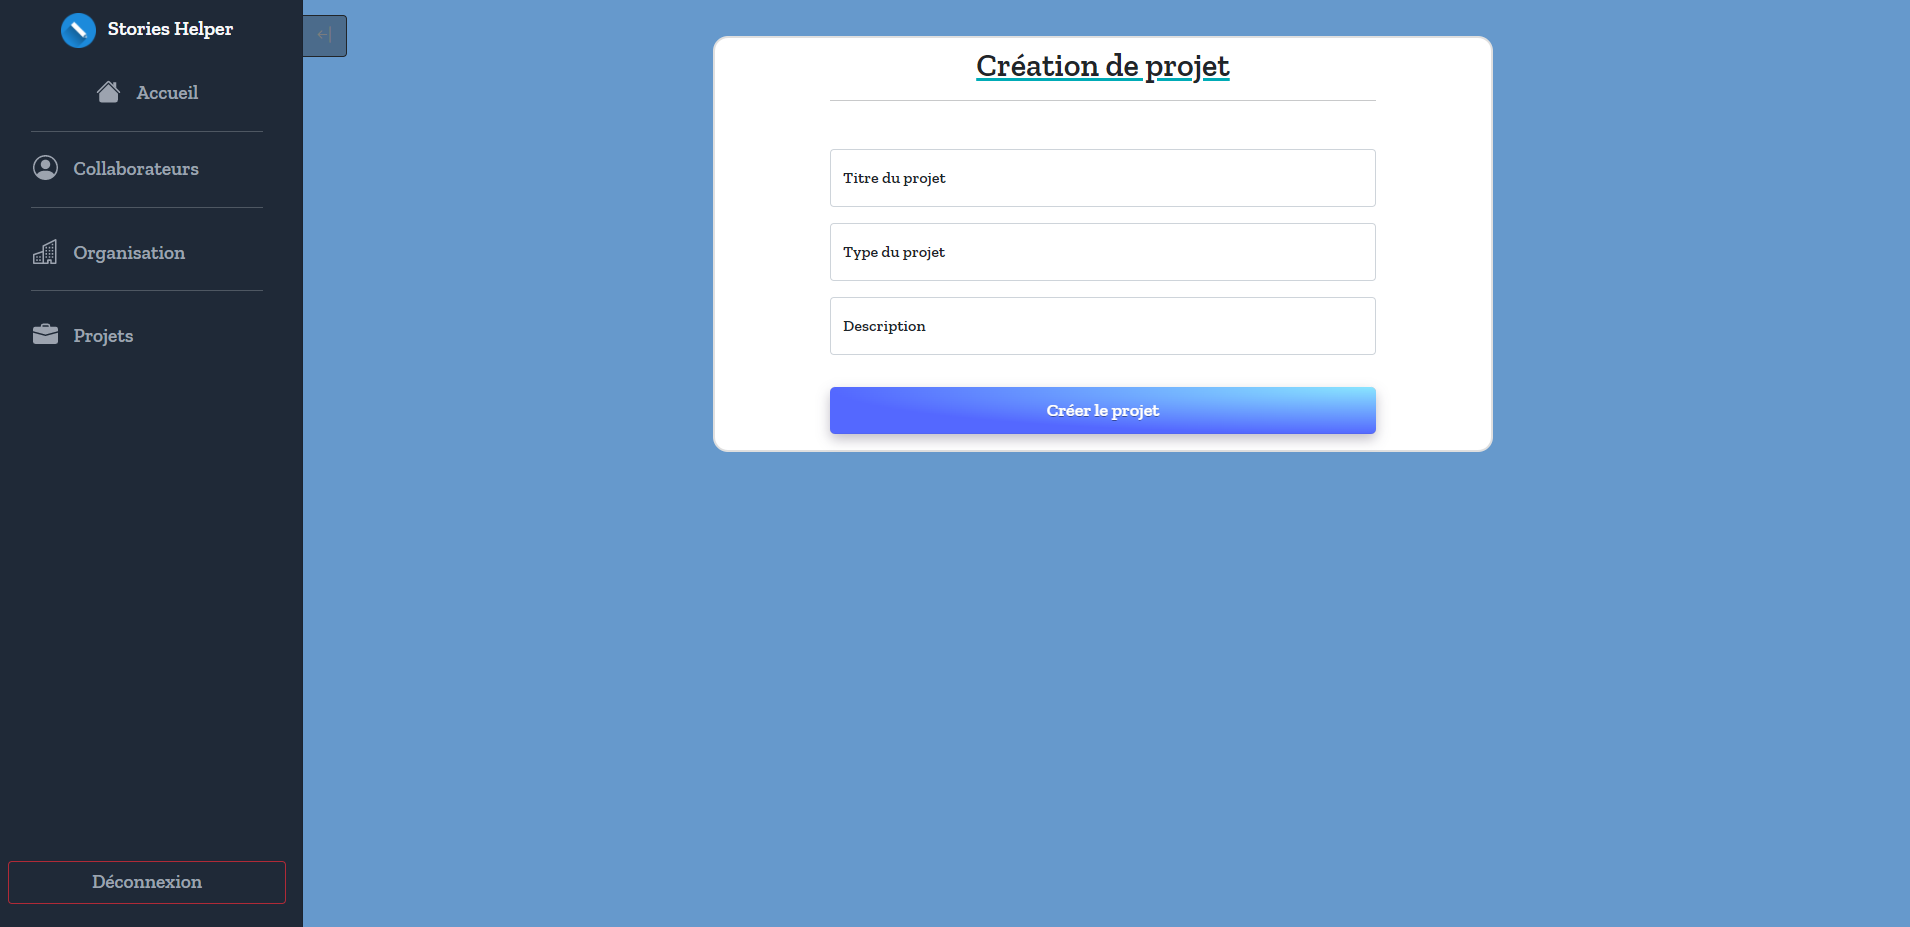 Stories Helper
Accueil
Collaborateurs
Organisation
Projets
Déconnexion
Création de projet
Titre du projet
Type du projet
Description
Créer le projet